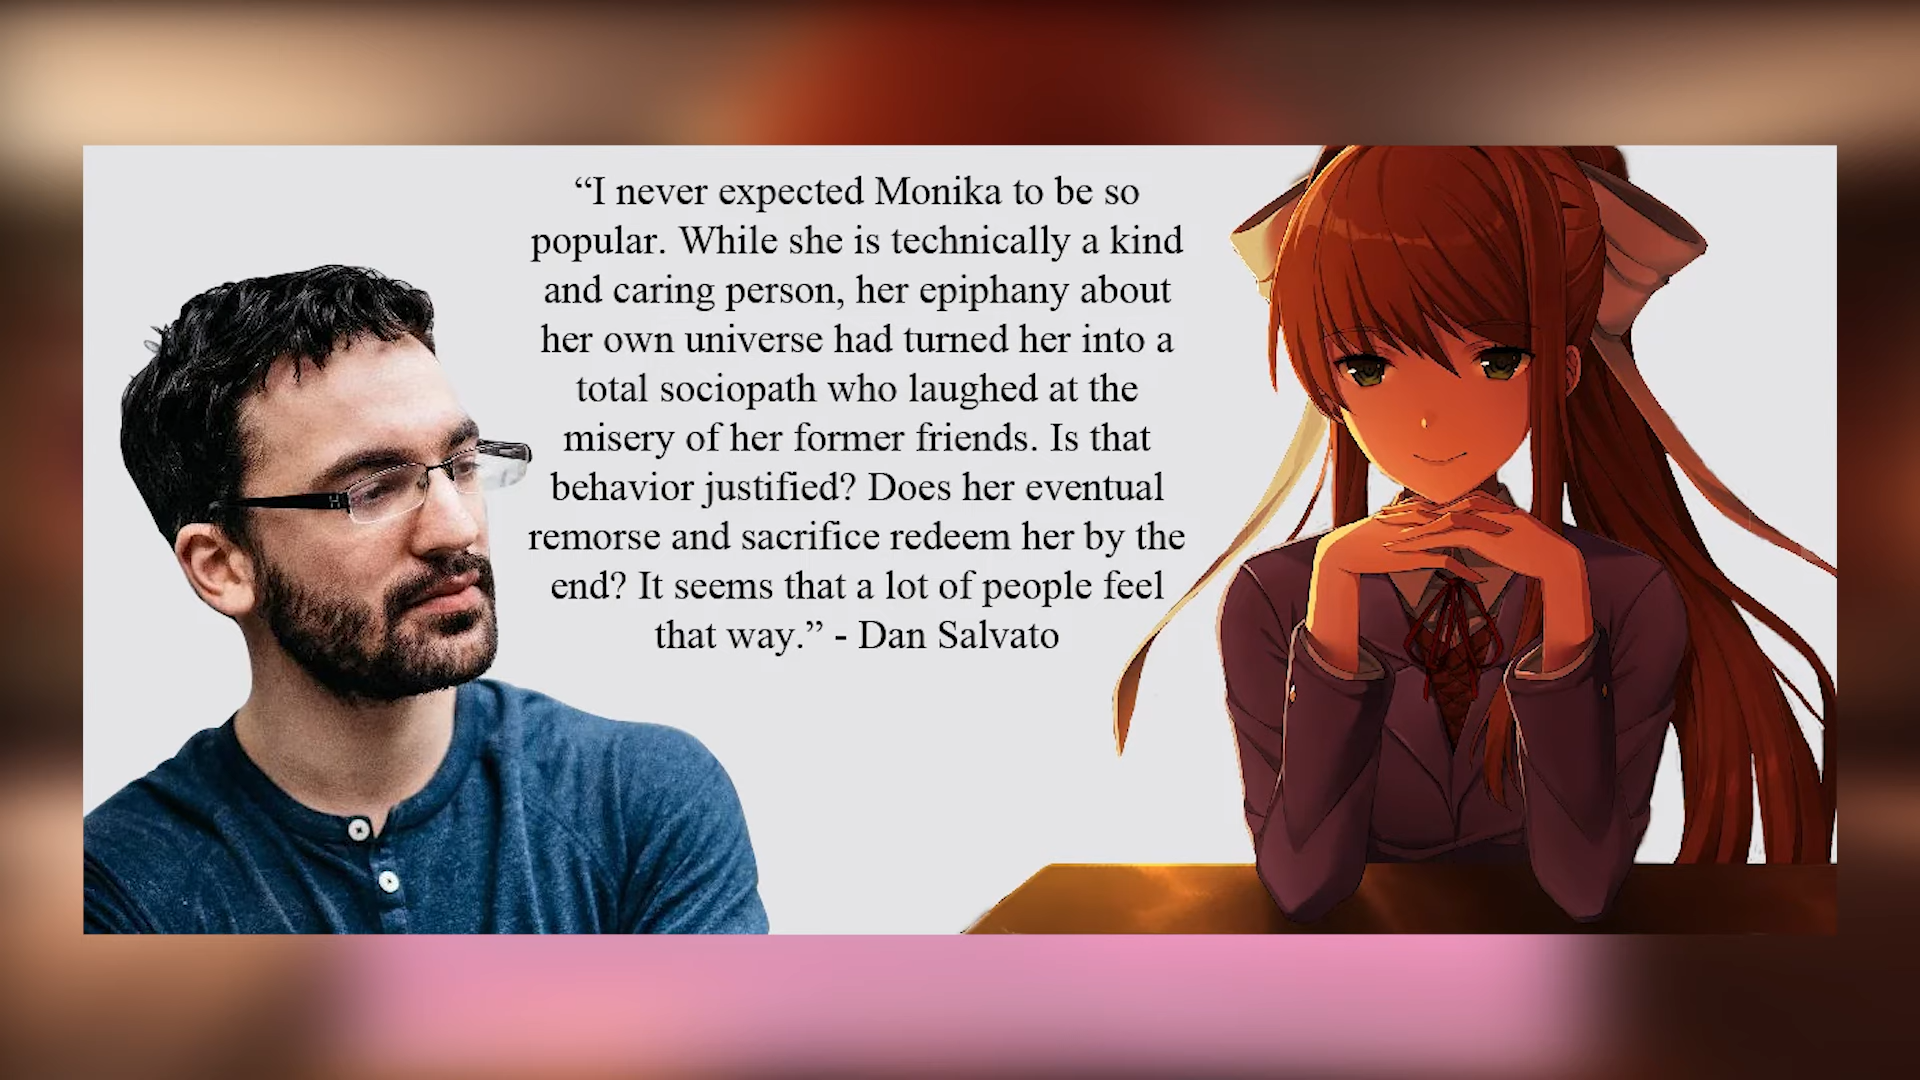 “I never expected Monika to be so
popular. While she is technically a kind
and caring person, her epiphany about
her own universe had turned her into a
total sociopath who laughed at the
misery of her former friends. Is that
behavior justified? Does her eventual
remorse and sacrifice redeem her by the
end? It seems that a lot of people feel
that way.” - Dan Salvato